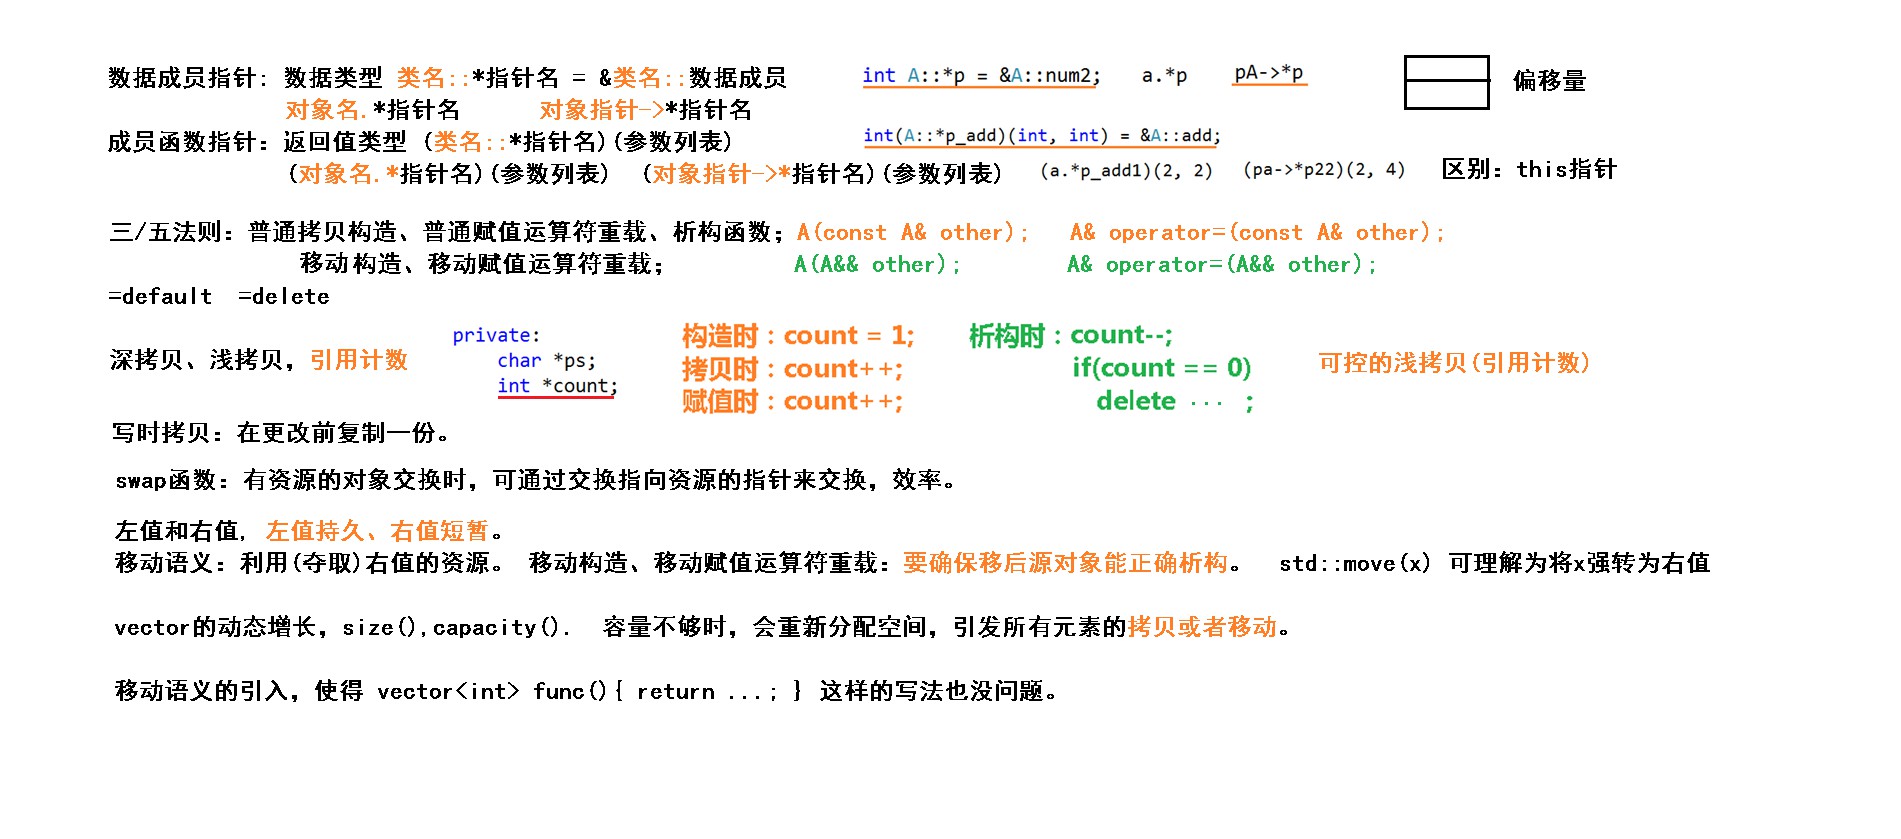 数据成员指针: 数据类型 类名::*指针名 = &类名::数据成员 int A::*p = &A::num2; a.*p pA->*p 偏移量
对象名.*指针名 对象指针->*指针名
成员函数指针: 返回值类型 (类名::*指针名)(参数列表) int(A::*p_add)(int, int) = &A::add;
(对象名.*指针名)(参数列表) (对象指针->*指针名)(参数列表) (a.*p_add1)(2, 2) (pa->*p22)(2, 4) 区别: this指针
三/五法则: 普通拷贝构造、普通赋值运算符重载、析构函数; A(const A& other); A& operator=(const A& other);
移动构造、移动赋值运算符重载; A(A&& other); A& operator=(A&& other);
=default =delete
深拷贝、浅拷贝, 引用计数
private:
char *ps;
int *count;
构造时: count = 1;
拷贝时: count++;
赋值时: count++;
析构时: count--;
if(count == 0)
delete ··· ;
可控的浅拷贝(引用计数)
写时拷贝: 在更改前复制一份。
swap函数: 有资源的对象交换时, 可通过交换指向资源的指针来交换, 效率。
左值和右值, 左值持久、右值短暂。
移动语义: 利用(夺取)右值的资源。 移动构造、移动赋值运算符重载: 要确保移后源对象能正确析构。 std::move(x) 可理解为将x强转为右值
vector的动态增长, size(),capacity(). 容量不够时, 会重新分配空间, 引发所有元素的拷贝或者移动。
移动语义的引入, 使得 vector<int> func(){ return ...; } 这样的写法也没问题。